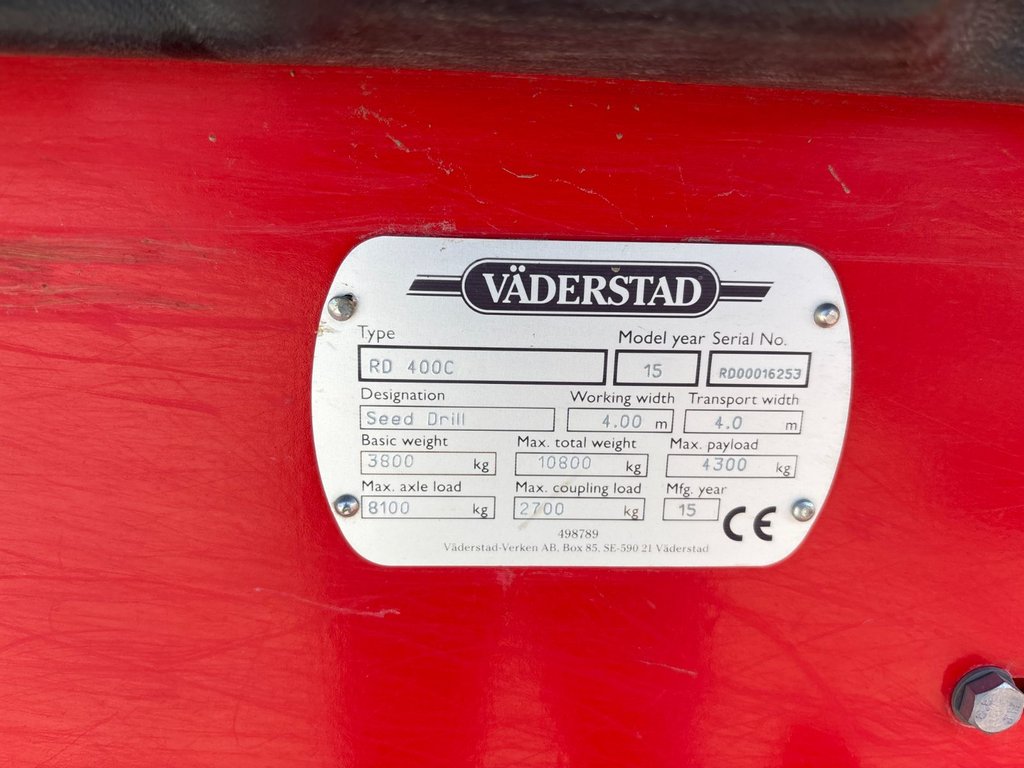 VÄDERSTAD
Type Model year Serial No.
RD 400C 15 RD00016253
Designation Working width Transport width
Seed Drill 4.00 m 4.0 m
Basic weight Max. total weight Max. payload
3800 kg 10800 kg 4300 kg
Max. axle load Max. coupling load Mfg. year
8100 kg 2700 kg 15 CE
498789
Väderstad-Verken AB, Box 85, SE-590 21 Väderstad